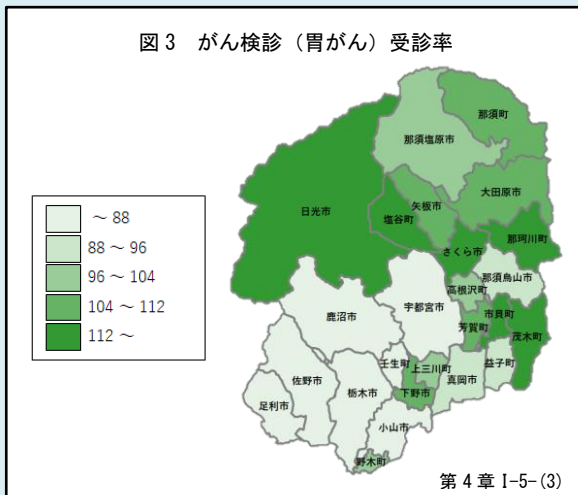 図3 がん検診(胃がん)受診率
～88
88～96
96～104
104～112
112～
那須町
那須塩原市
大田原市
日光市
矢板市
塩谷町
那珂川町
さくら市
那須烏山市
高根沢町
宇都宮市
鹿沼市
市貝町
茂木町
芳賀町
壬生町
上三川町
益子町
真岡市
佐野市
栃木市
下野市
足利市
小山市
野木町
第4章Ⅰ-5-(3)